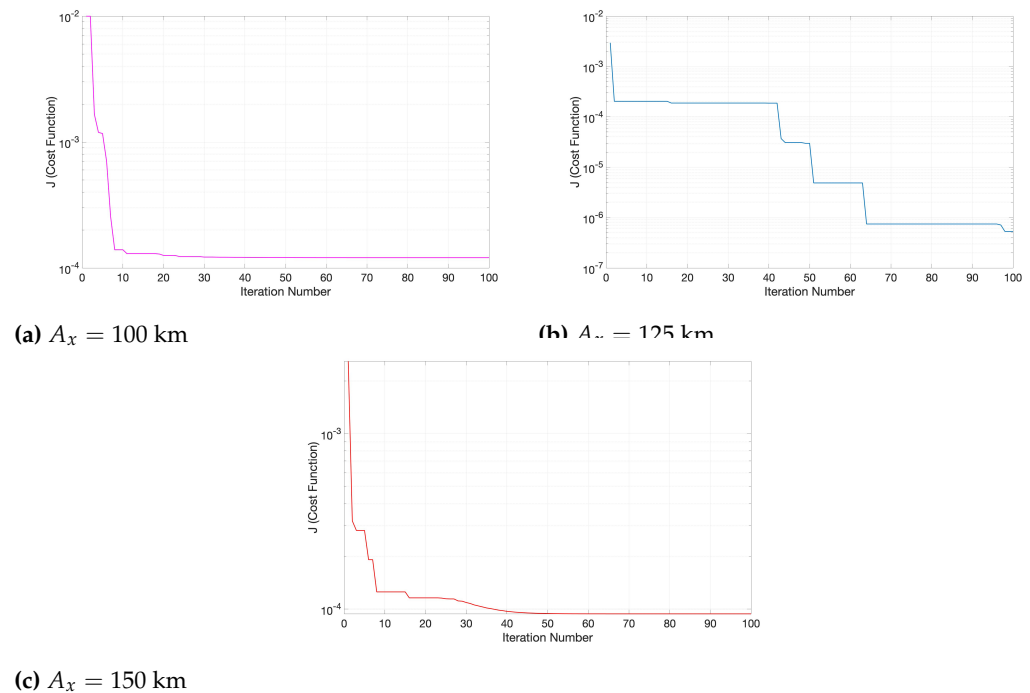 10^-2
10^-3
10^-4
J (Cost Function)
0 10 20 30 40 50 60 70 80 90 100
Iteration Number
(a) A_x = 100 km
10^-2
10^-3
10^-4
10^-5
10^-6
10^-7
J (Cost Function)
0 10 20 30 40 50 60 70 80 90 100
Iteration Number
(b) A_x = 125 km
10^-3
10^-4
J (Cost Function)
0 10 20 30 40 50 60 70 80 90 100
Iteration Number
(c) A_x = 150 km